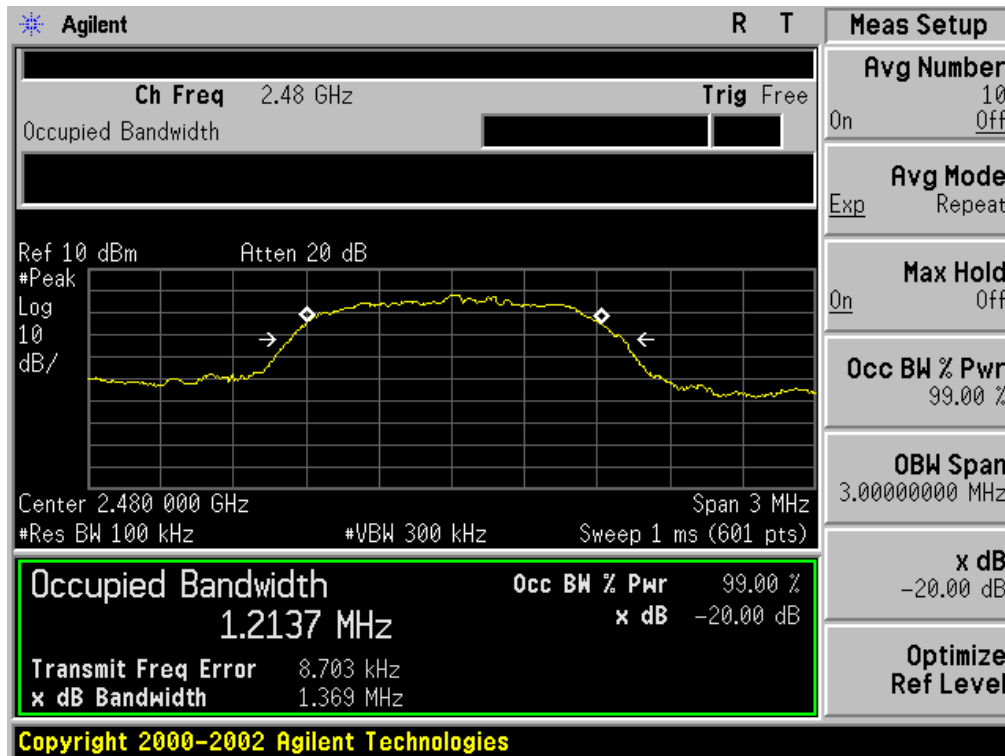 Agilent R T
Ch Freq 2.48 GHz Trig Free
Occupied Bandwidth
Ref 10 dBm Atten 20 dB
#Peak
Log
10
dB/
Center 2.480 000 GHz Span 3 MHz
#Res BW 100 kHz #VBW 300 kHz Sweep 1 ms (601 pts)
Occupied Bandwidth
1.2137 MHz
Occ BW % Pwr 99.00 %
x dB -20.00 dB
Transmit Freq Error 8.703 kHz
x dB Bandwidth 1.369 MHz
Copyright 2000-2002 Agilent Technologies
Meas Setup
Avg Number
10
On Off
Avg Mode
Exp Repeat
Max Hold
On Off
Occ BW % Pwr
99.00 %
OBW Span
3.00000000 MHz
x dB
-20.00 dB
Optimize
Ref Level